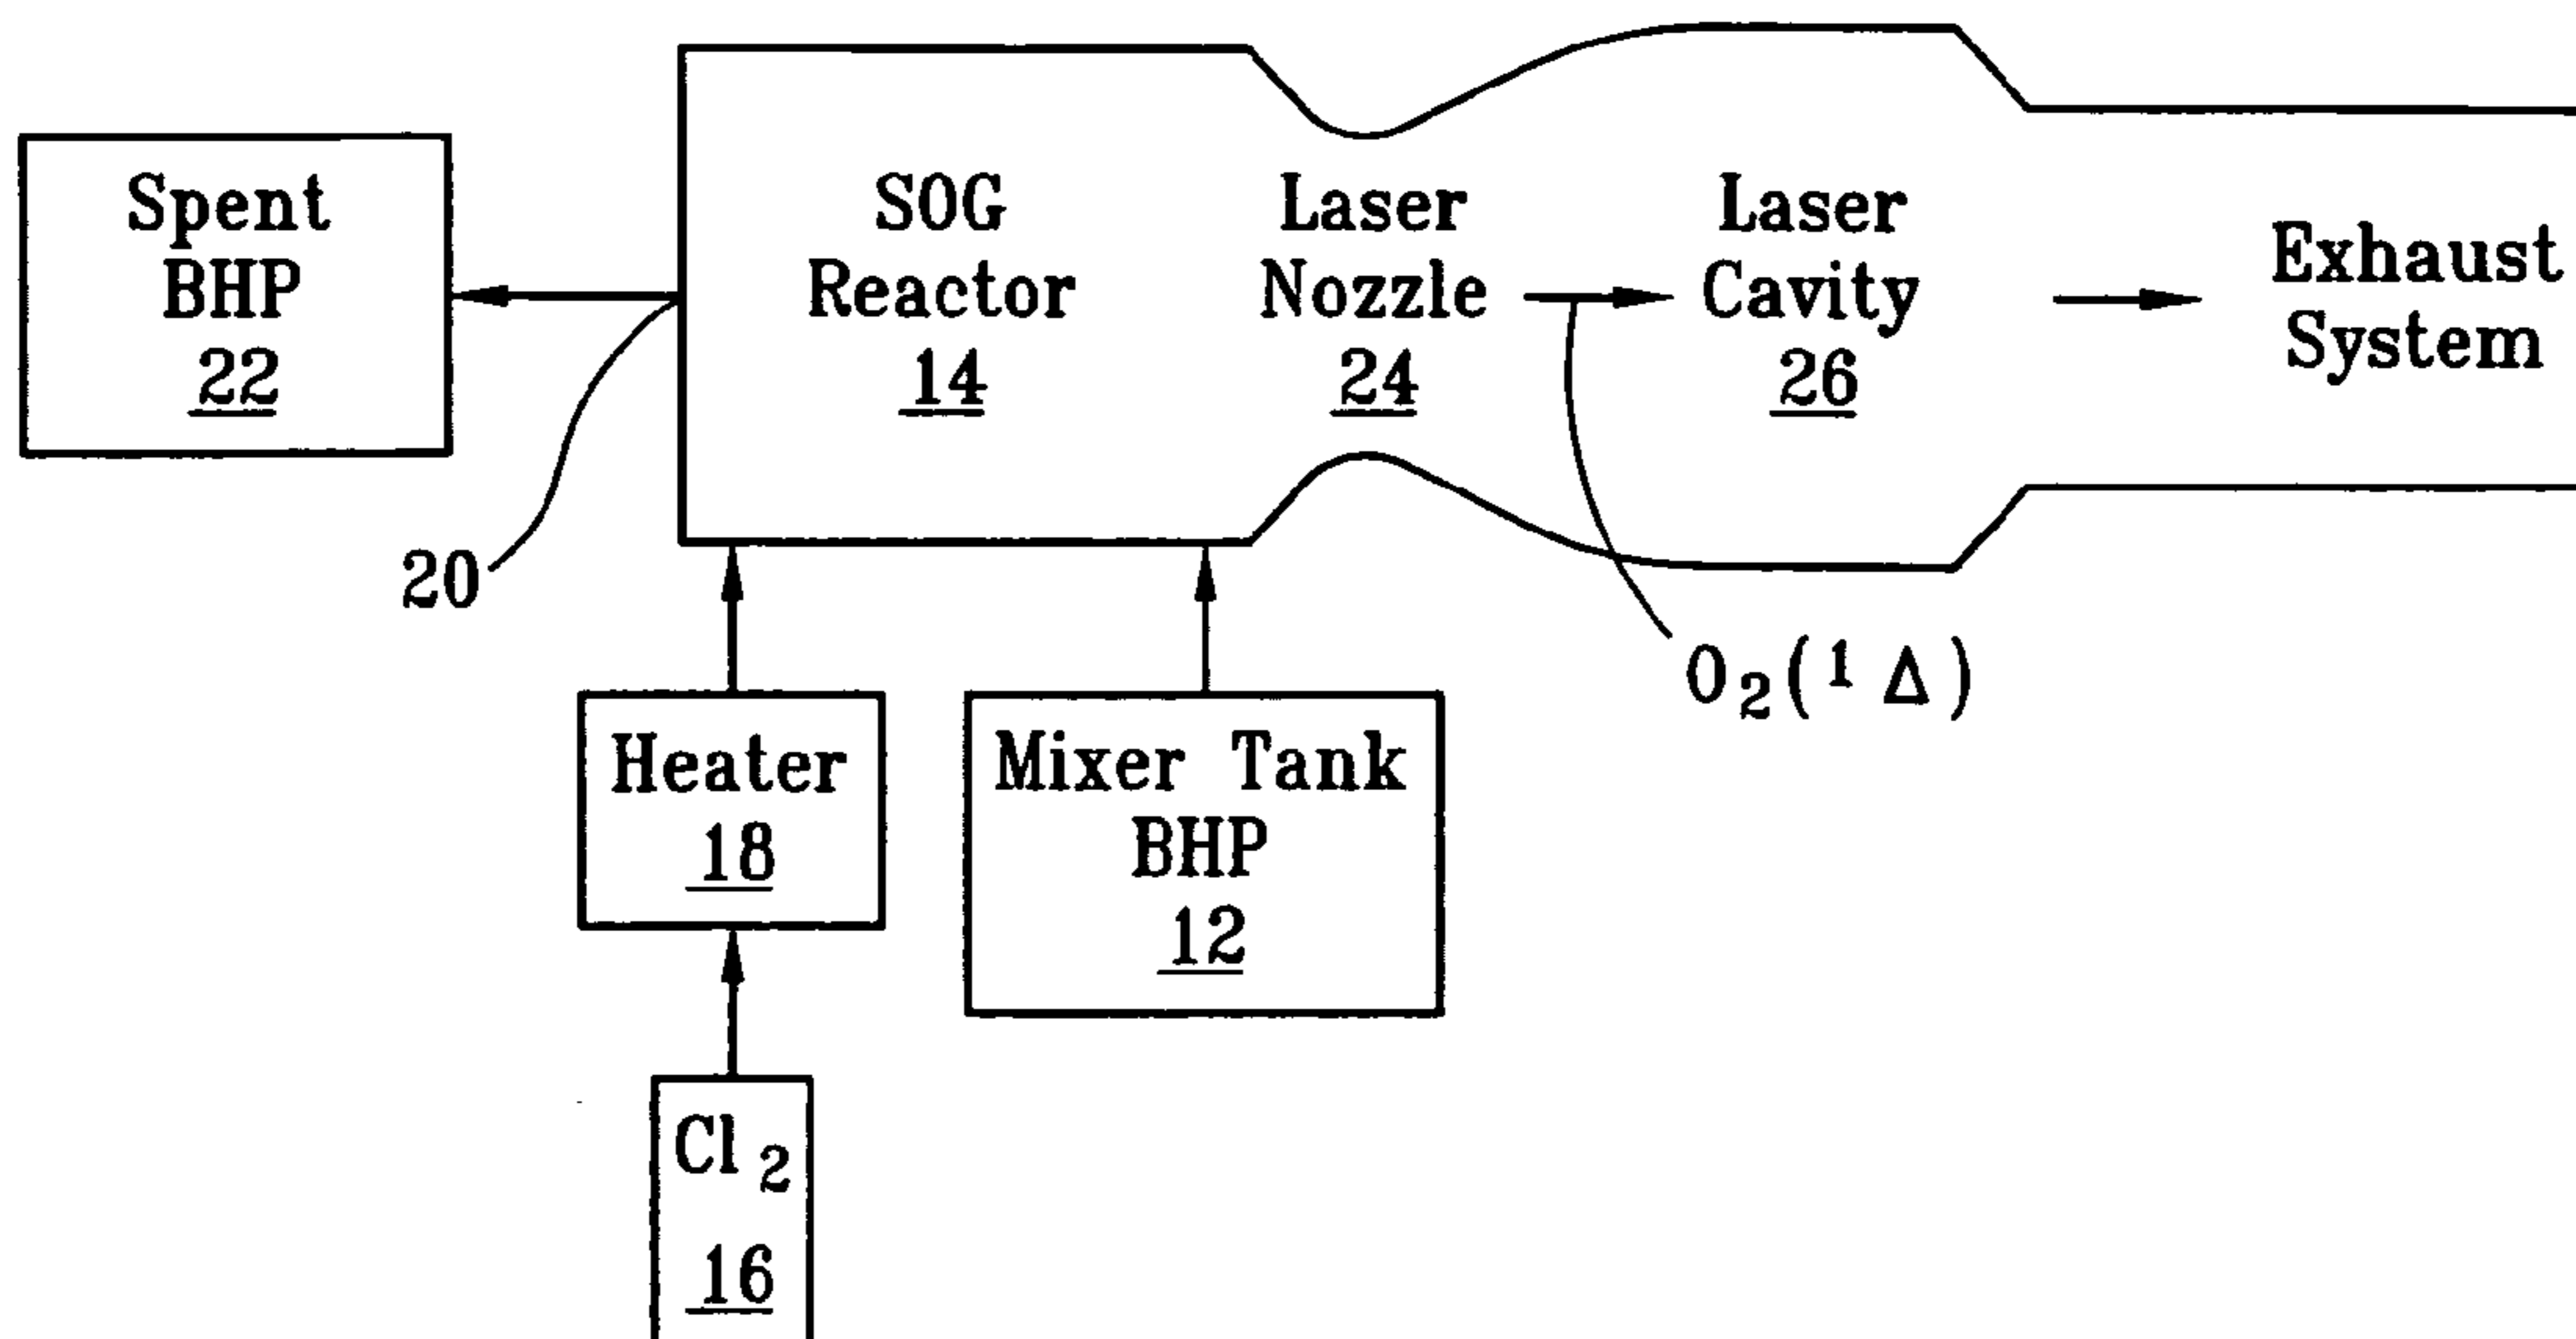 Spent
BHP
22
SOG
Reactor
14
Laser
Nozzle
24
Laser
Cavity
26
Exhaust
System
20
O₂(¹ Δ)
Heater
18
Mixer Tank
BHP
12
Cl₂
16